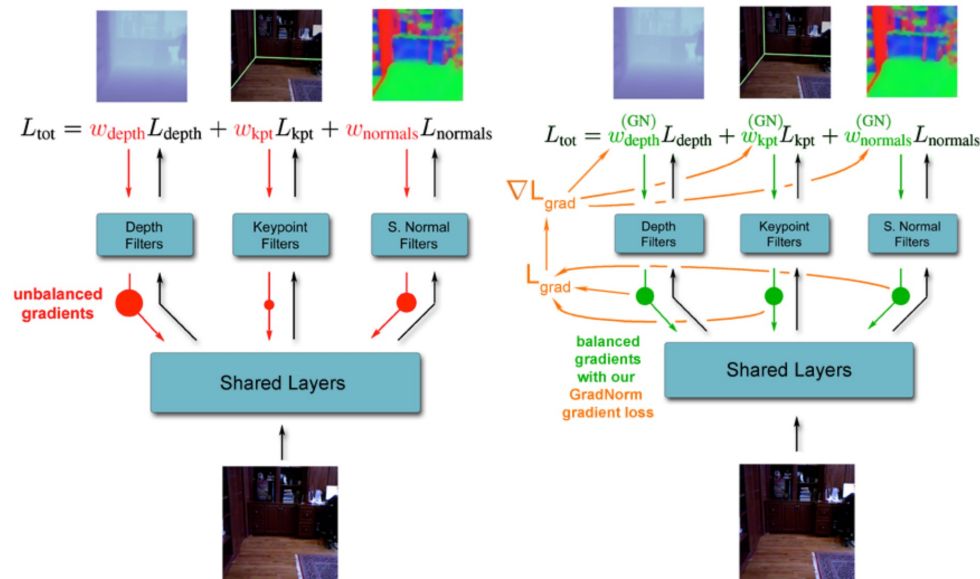 L_tot = w_depth L_depth + w_kpt L_kpt + w_normals L_normals
Depth
Filters
Keypoint
Filters
S. Normal
Filters
unbalanced
gradients
Shared Layers
L_tot = w_depth^(GN) L_depth + w_kpt^(GN) L_kpt + w_normals^(GN) L_normals
∇L_grad
Depth
Filters
Keypoint
Filters
S. Normal
Filters
L_grad
balanced
gradients
with our
GradNorm
gradient loss
Shared Layers